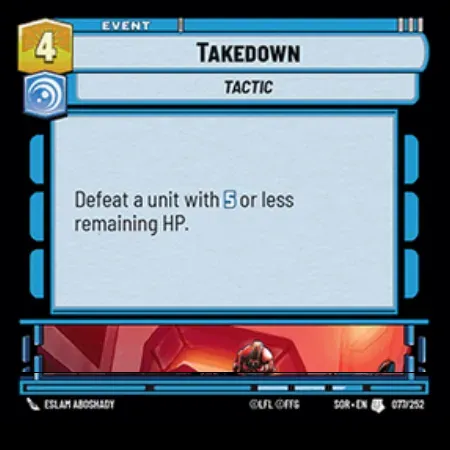 EVENT
4
TAKEDOWN
TACTIC
Defeat a unit with 5 or less
remaining HP.
ESLAM ABOSHADY
©LFL ©FFG
SOR • EN
077/252